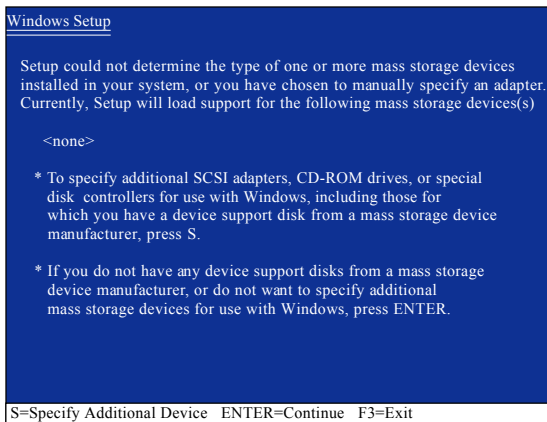 Windows Setup
Setup could not determine the type of one or more mass storage devices
installed in your system, or you have chosen to manually specify an adapter.
Currently, Setup will load support for the following mass storage devices(s)
<none>
* To specify additional SCSI adapters, CD-ROM drives, or special
disk controllers for use with Windows, including those for
which you have a device support disk from a mass storage device
manufacturer, press S.
* If you do not have any device support disks from a mass storage
device manufacturer, or do not want to specify additional
mass storage devices for use with Windows, press ENTER.
S=Specify Additional Device ENTER=Continue F3=Exit